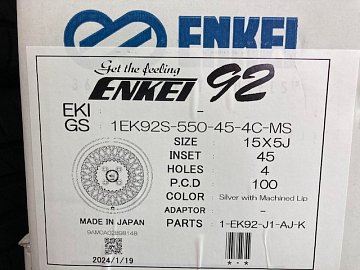 ENKEI
Get the feeling
ENKEI 92
EKI : -
GS : 1EK92S-550-45-4C-MS
SIZE : 15X5J
INSET : 45
HOLES : 4
P.C.D : 100
COLOR : Silver with Machined Lip
ADAPTOR : -
PARTS : 1-EK92-J1-AJ-K
MADE IN JAPAN
2024/1/19